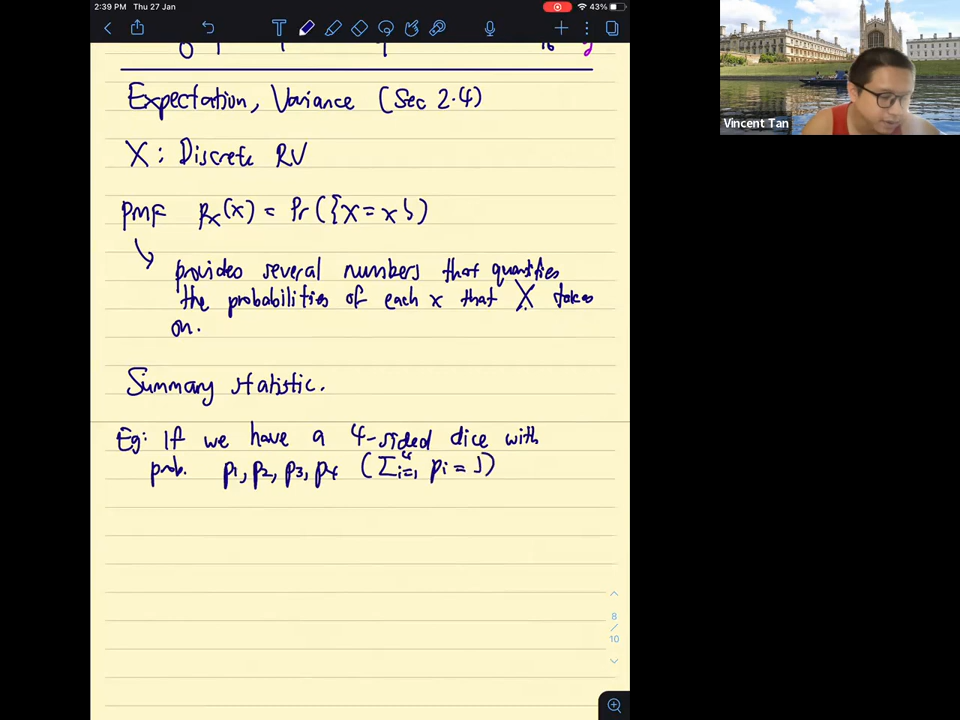 2:39 PM Thu 27 Jan
43%
Expectation, Variance (Sec 2.4)
X : Discrete RV
PMF p_X(x) = Pr({X = x})
provides several numbers that quantifies
the probabilities of each x that X takes
on.
Summary statistic.
Eg: If we have a 4-sided dice with
prob. p1, p2, p3, p4 (Σ_{i=1}^4 pi = 1)
8
/
10
Vincent Tan